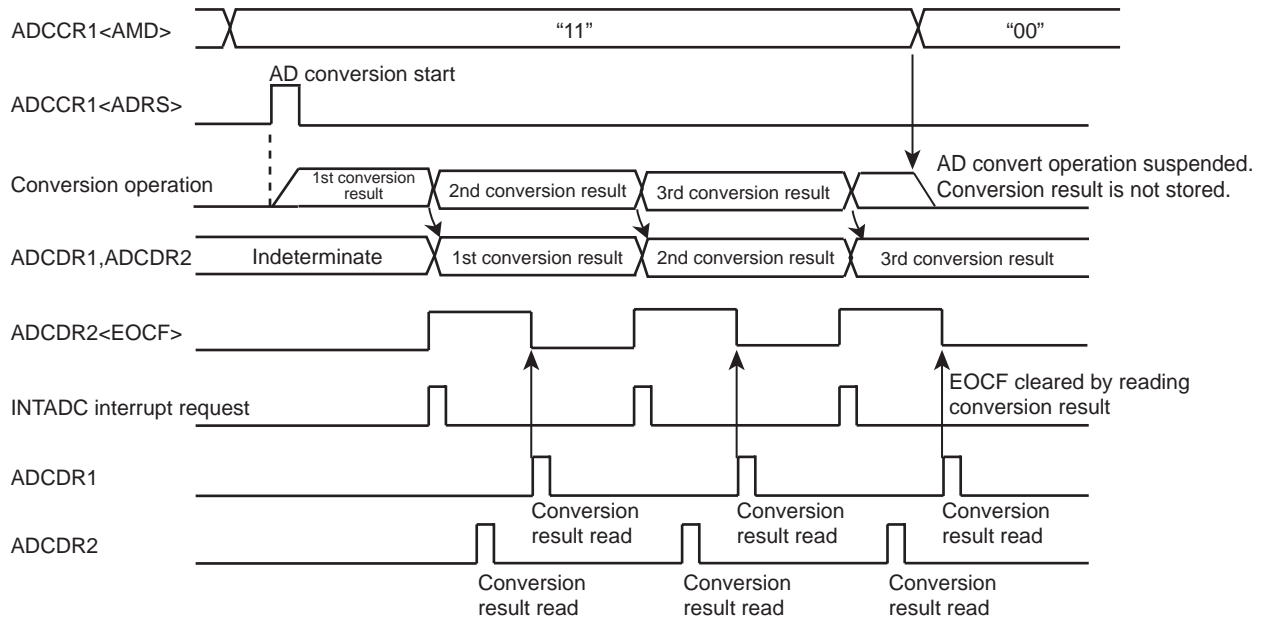 ADCCR1<AMD>
“11”
“00”
AD conversion start
ADCCR1<ADRS>
Conversion operation
1st conversion
result
2nd conversion result
3rd conversion result
AD convert operation suspended.
Conversion result is not stored.
ADCDR1,ADCDR2
Indeterminate
1st conversion result
2nd conversion result
3rd conversion result
ADCDR2<EOCF>
EOCF cleared by reading
conversion result
INTADC interrupt request
ADCDR1
Conversion
result read
Conversion
result read
Conversion
result read
ADCDR2
Conversion
result read
Conversion
result read
Conversion
result read